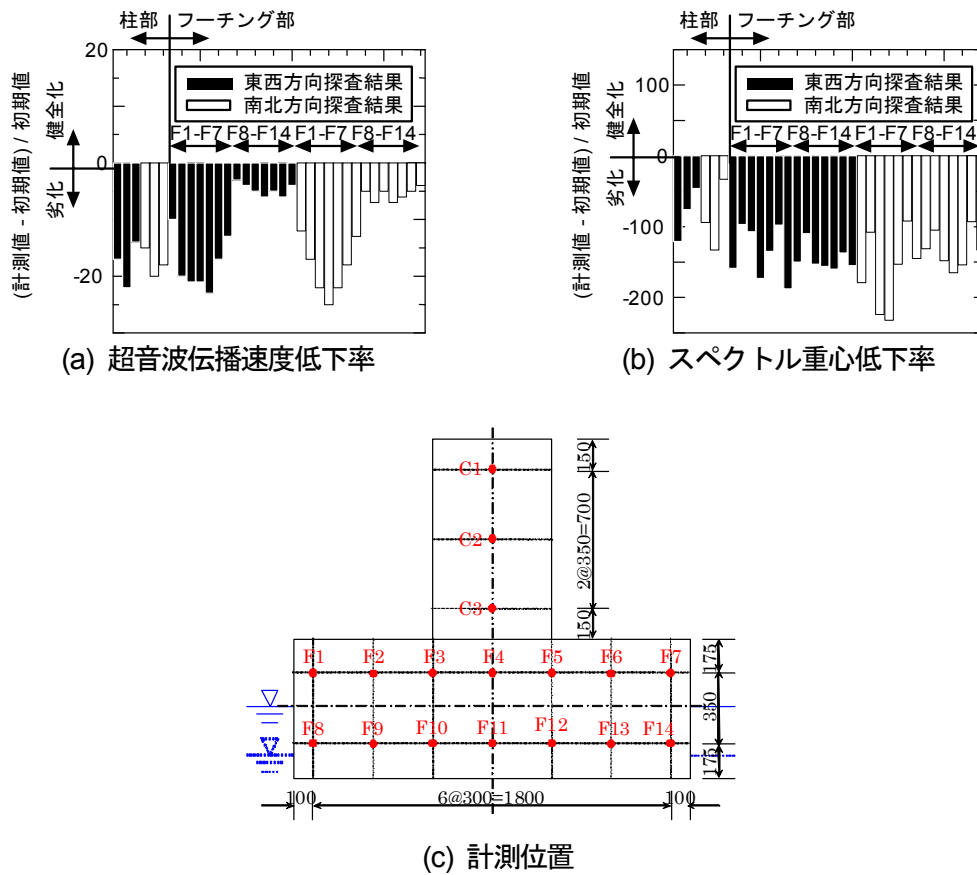 柱部 フーチング部
20
0
-20
(計測値 - 初期値) / 初期値
健全化
劣化
東西方向探査結果
南北方向探査結果
F1-F7 F8-F14 F1-F7 F8-F14
(a) 超音波伝播速度低下率
柱部 フーチング部
100
0
-100
-200
(計測値 - 初期値) / 初期値
健全化
劣化
東西方向探査結果
南北方向探査結果
F1-F7 F8-F14 F1-F7 F8-F14
(b) スペクトル重心低下率
C1
C2
C3
150
2@350=700
150
F1 F2 F3 F4 F5 F6 F7
F8 F9 F10 F11 F12 F13 F14
175
350
175
100 6@300=1800 100
(c) 計測位置